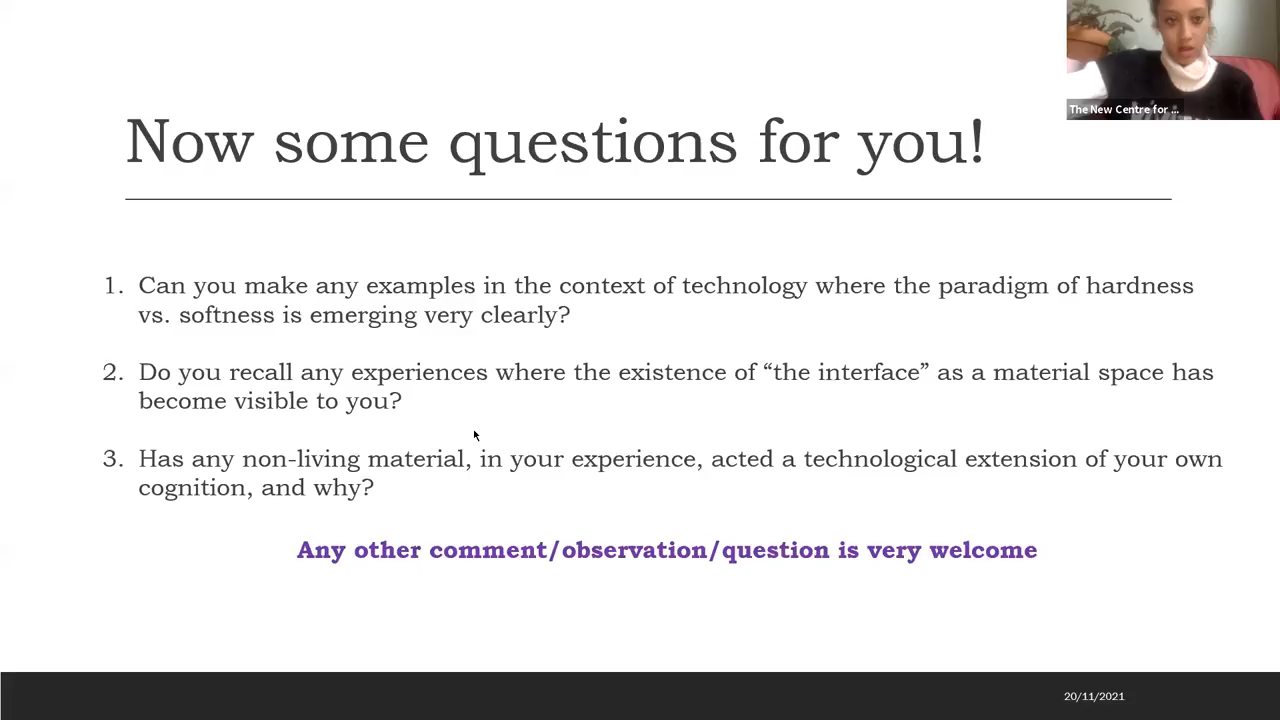 The New Centre for ...
Now some questions for you!
1. Can you make any examples in the context of technology where the paradigm of hardness
vs. softness is emerging very clearly?
2. Do you recall any experiences where the existence of “the interface” as a material space has
become visible to you?
3. Has any non-living material, in your experience, acted a technological extension of your own
cognition, and why?
Any other comment/observation/question is very welcome
20/11/2021